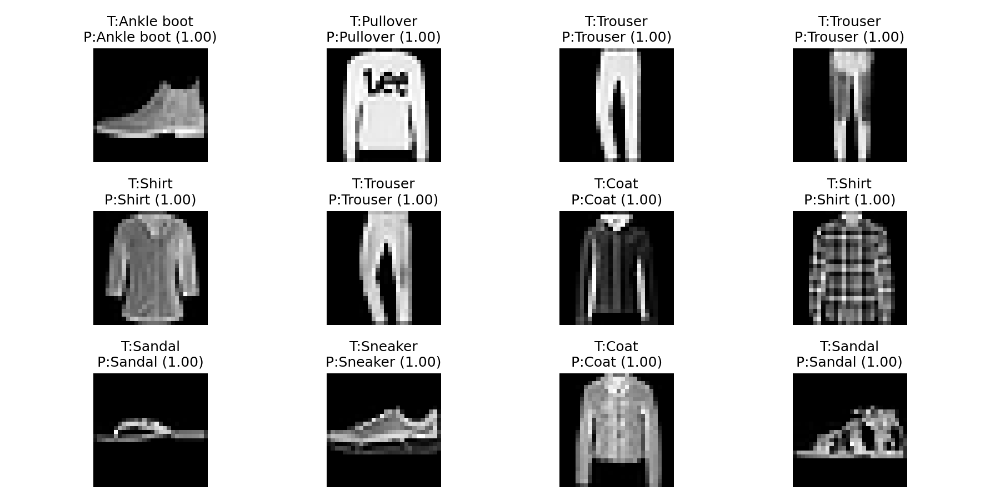 T:Ankle boot
P:Ankle boot (1.00)
T:Pullover
P:Pullover (1.00)
T:Trouser
P:Trouser (1.00)
T:Trouser
P:Trouser (1.00)
Lee
T:Shirt
P:Shirt (1.00)
T:Trouser
P:Trouser (1.00)
T:Coat
P:Coat (1.00)
T:Shirt
P:Shirt (1.00)
T:Sandal
P:Sandal (1.00)
T:Sneaker
P:Sneaker (1.00)
T:Coat
P:Coat (1.00)
T:Sandal
P:Sandal (1.00)